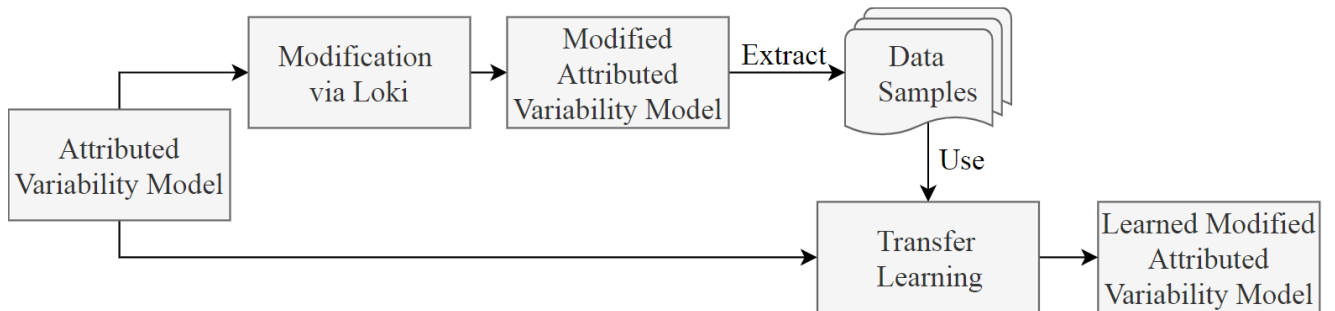 Attributed
Variability Model
Modification
via Loki
Modified
Attributed
Variability Model
Extract
Data
Samples
Use
Transfer
Learning
Learned Modified
Attributed
Variability Model